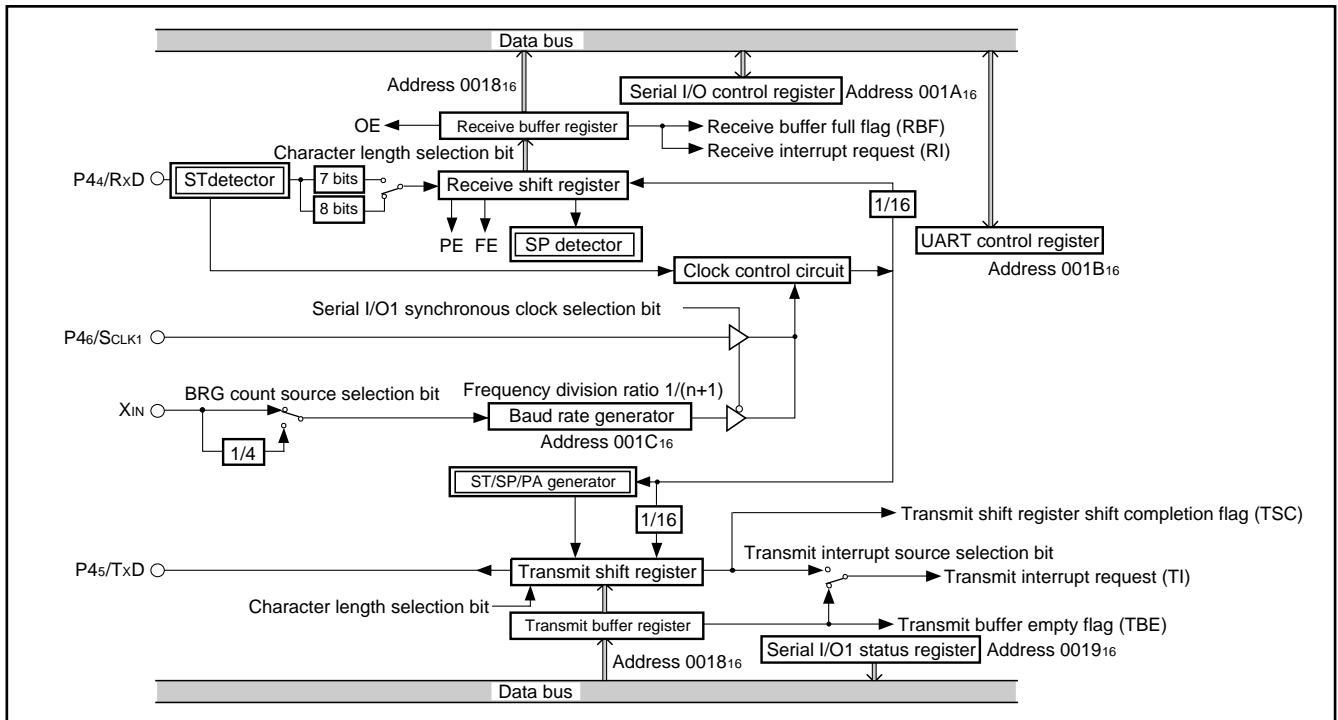 Data bus
Address 0018₁₆
Serial I/O control register
Address 001A₁₆
OE
Receive buffer register
Receive buffer full flag (RBF)
Receive interrupt request (RI)
Character length selection bit
P4₄/RxD
STdetector
7 bits
8 bits
Receive shift register
1/16
PE
FE
SP detector
UART control register
Address 001B₁₆
Clock control circuit
Serial I/O1 synchronous clock selection bit
P4₆/SCLK1
BRG count source selection bit
Frequency division ratio 1/(n+1)
XIN
Baud rate generator
Address 001C₁₆
1/4
ST/SP/PA generator
1/16
Transmit shift register shift completion flag (TSC)
Transmit interrupt source selection bit
P4₅/TxD
Transmit shift register
Transmit interrupt request (TI)
Character length selection bit
Transmit buffer register
Transmit buffer empty flag (TBE)
Address 0018₁₆
Serial I/O1 status register
Address 0019₁₆
Data bus